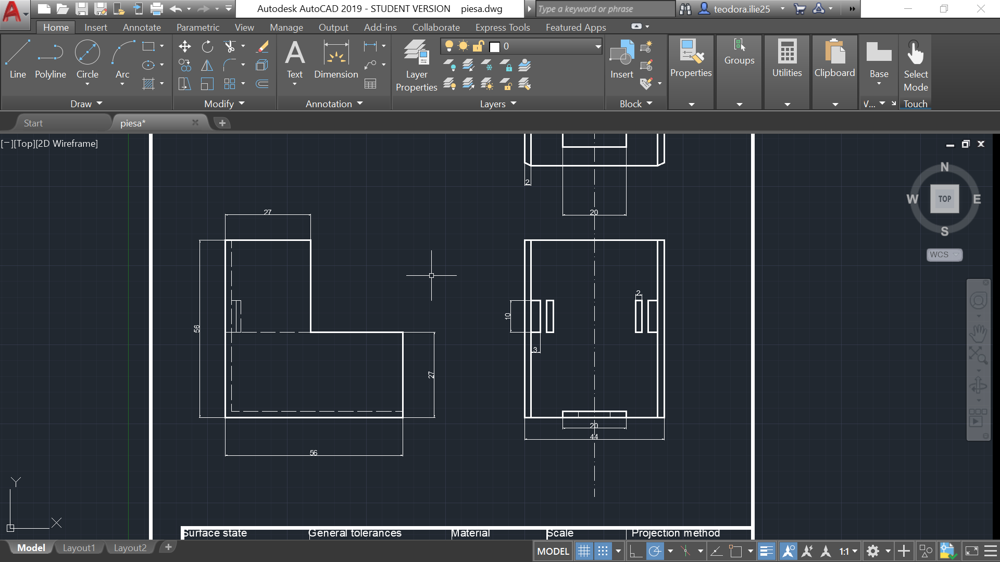 Autodesk AutoCAD 2019 - STUDENT VERSION piesa.dwg
Type a keyword or phrase
teodora.ilie25
Home Insert Annotate Parametric View Manage Output Add-ins Collaborate Express Tools Featured Apps
Line Polyline Circle Arc
Text Dimension
Layer Properties
0
Insert
Properties
Groups
Utilities
Clipboard
Base
Select Mode
Draw Modify Annotation Layers Block V... Touch
Start piesa*
[−][Top][2D Wireframe]
N
W TOP E
S
WCS
2
27
20
2
10
56
3
27
20
44
56
Y
X
Surface state General tolerances Material Scale Projection method
Model Layout1 Layout2
MODEL 1:1